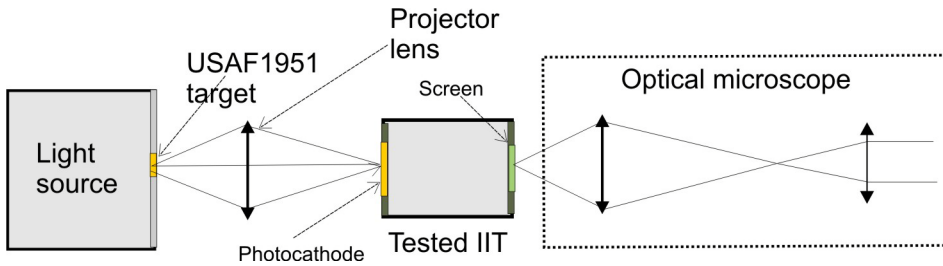 Light
source
USAF1951
target
Projector
lens
Photocathode
Screen
Tested IIT
Optical microscope